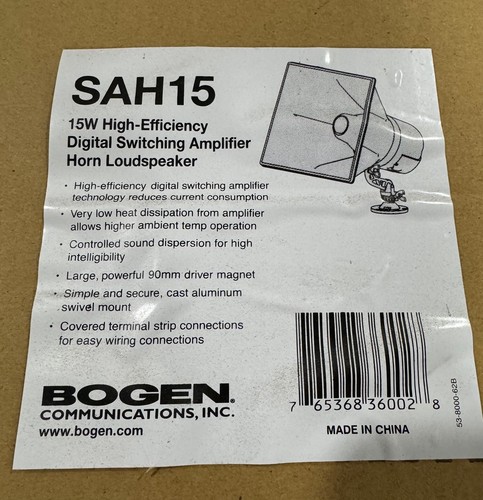 SAH15
15W High-Efficiency
Digital Switching Amplifier
Horn Loudspeaker
· High-efficiency digital switching amplifier
technology reduces current consumption
· Very low heat dissipation from amplifier
allows higher ambient temp operation
· Controlled sound dispersion for high
intelligibility
· Large, powerful 90mm driver magnet
· Simple and secure, cast aluminum
swivel mount
· Covered terminal strip connections
for easy wiring connections
BOGEN®
COMMUNICATIONS, INC.
www.bogen.com
7 65368 36002 8
MADE IN CHINA
53-8000-62B